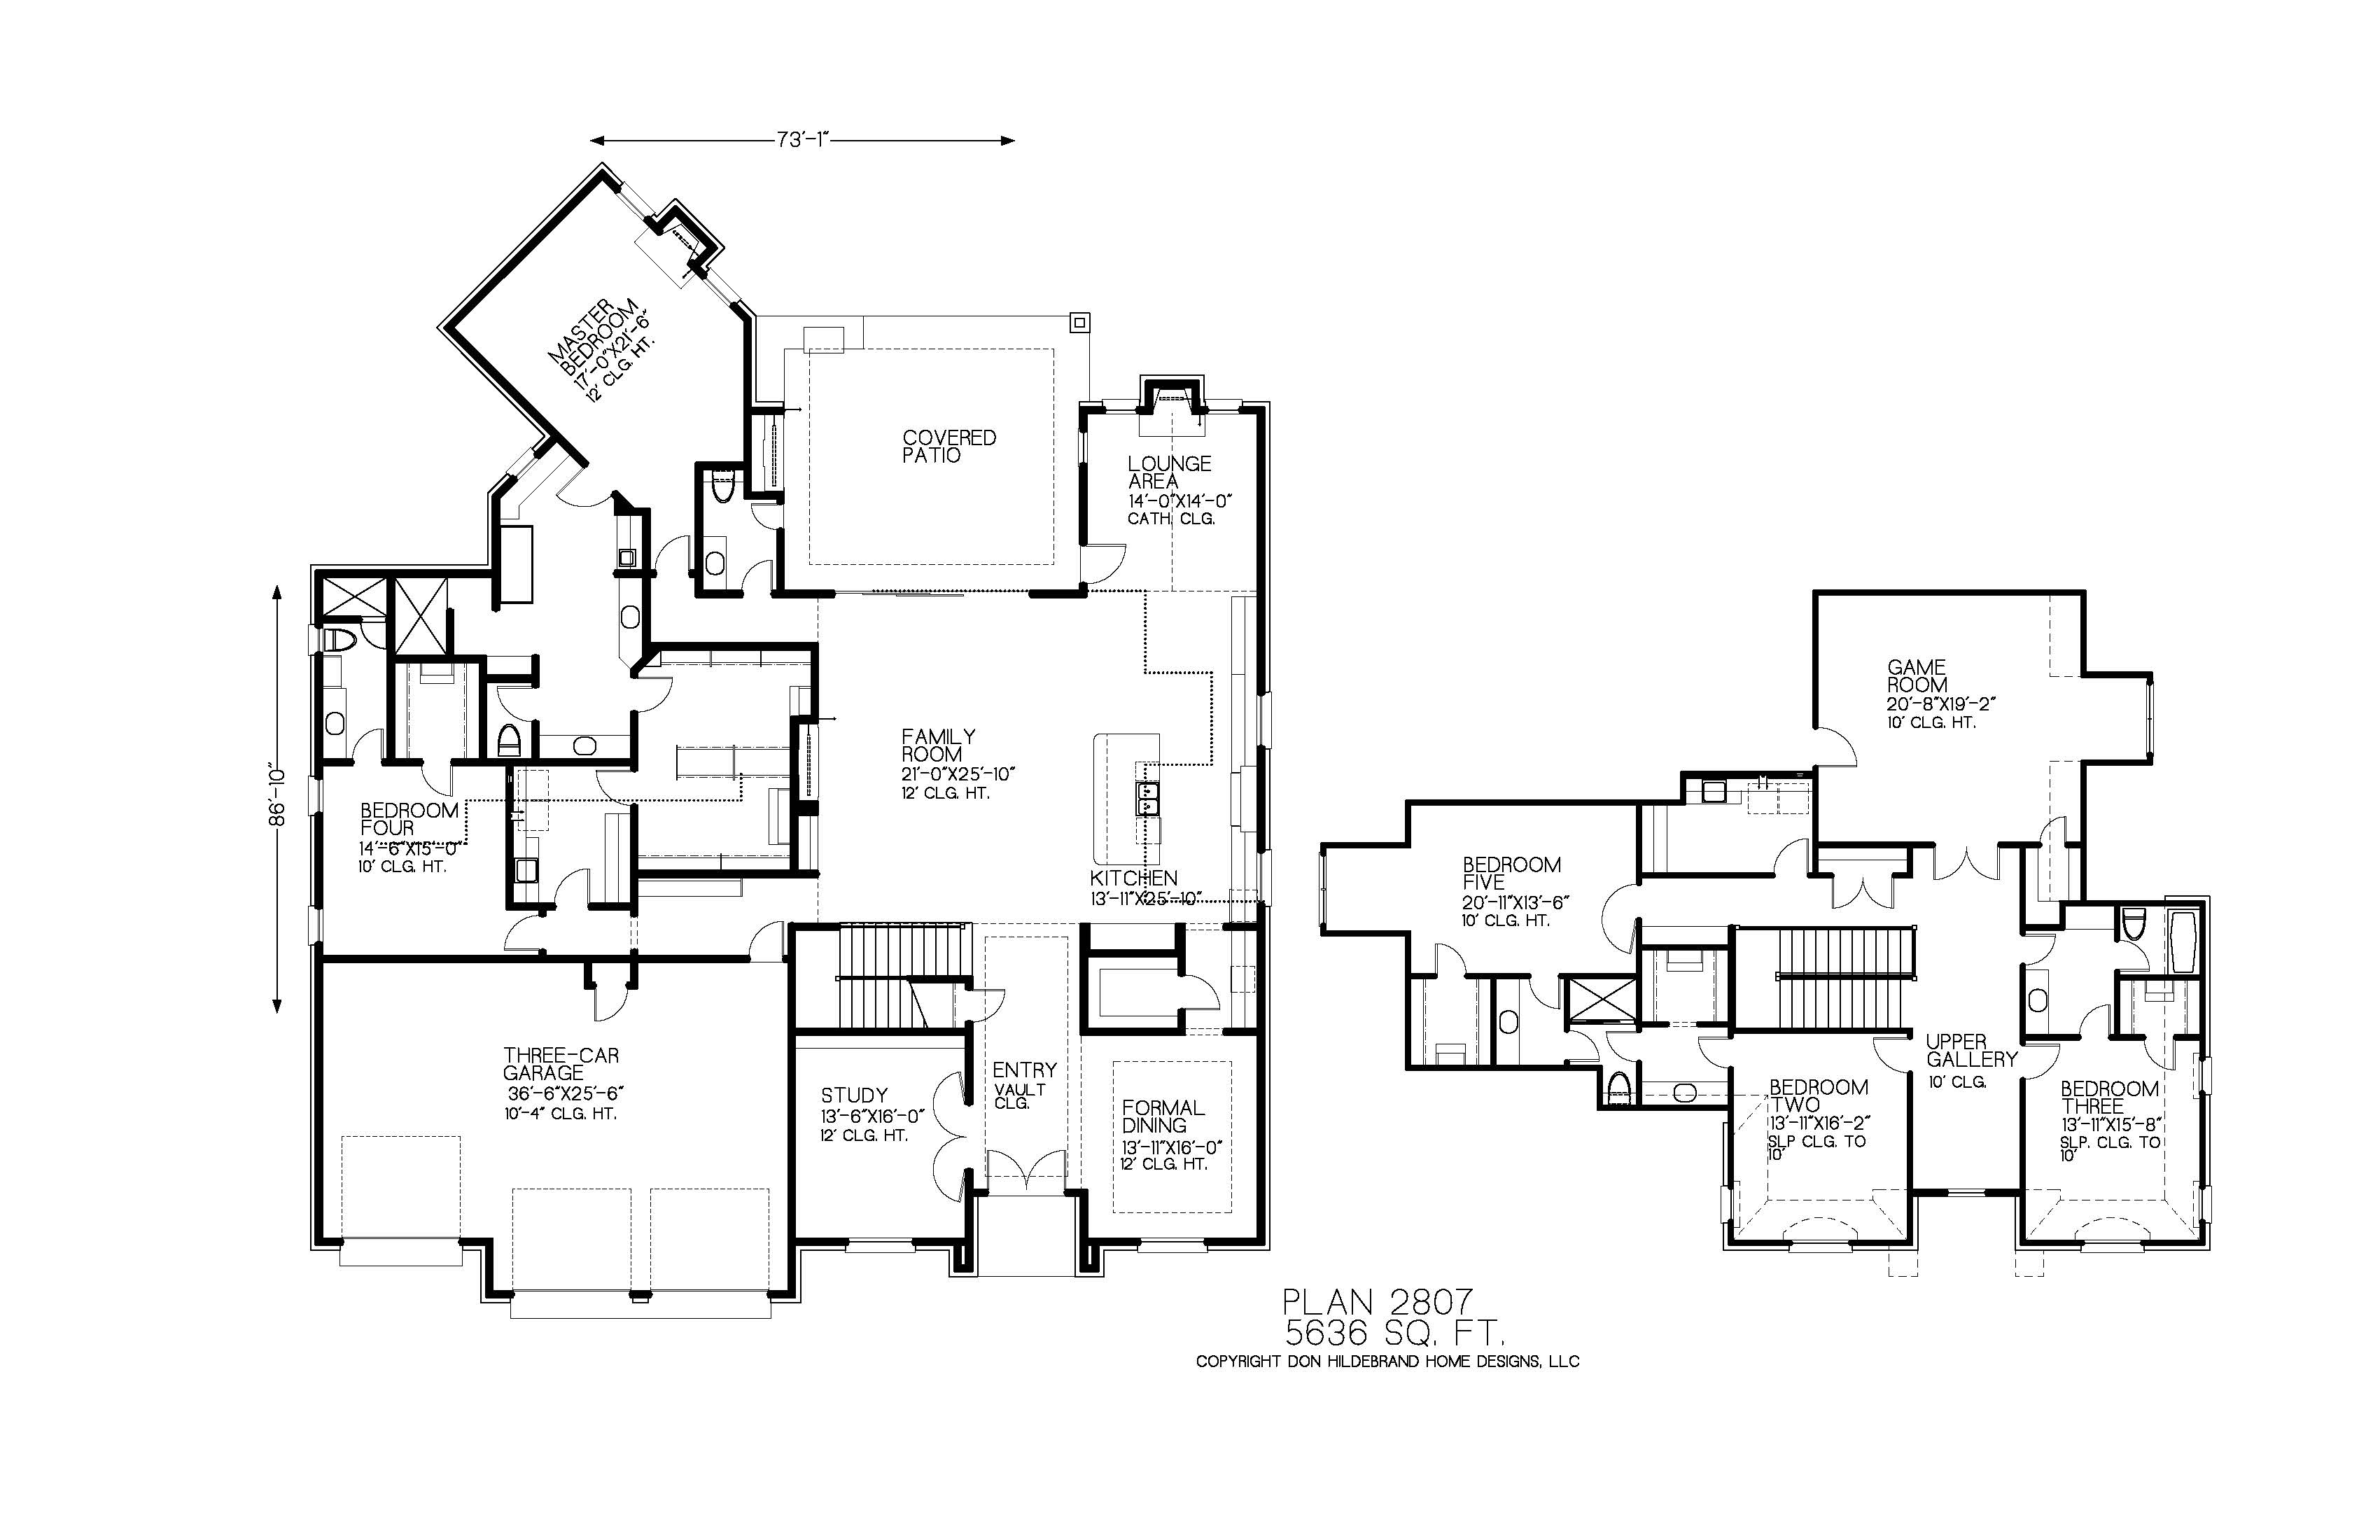 73'-1"
MASTER
BEDROOM
17'-0"X21'-6"
12' CLG. HT.
COVERED
PATIO
LOUNGE
AREA
14'-0"X14'-0"
CATH. CLG.
86'-10"
FAMILY
ROOM
21'-0"X25'-10"
12' CLG. HT.
BEDROOM
FOUR
14'-6"X15'-0"
10' CLG. HT.
KITCHEN
13'-11"X25'-10"
THREE-CAR
GARAGE
36'-6"X25'-6"
10'-4" CLG. HT.
STUDY
13'-6"X16'-0"
12' CLG. HT.
ENTRY
VAULT
CLG.
FORMAL
DINING
13'-11"X16'-0"
12' CLG. HT.
GAME
ROOM
20'-8"X19'-2"
10' CLG. HT.
BEDROOM
FIVE
20'-11"X13'-6"
10' CLG. HT.
UPPER
GALLERY
10' CLG.
BEDROOM
TWO
13'-11"X16'-2"
SLP CLG. TO
10'
BEDROOM
THREE
13'-11"X15'-8"
SLP. CLG. TO
10'
PLAN 2807
5636 SQ. FT.
COPYRIGHT DON HILDEBRAND HOME DESIGNS, LLC